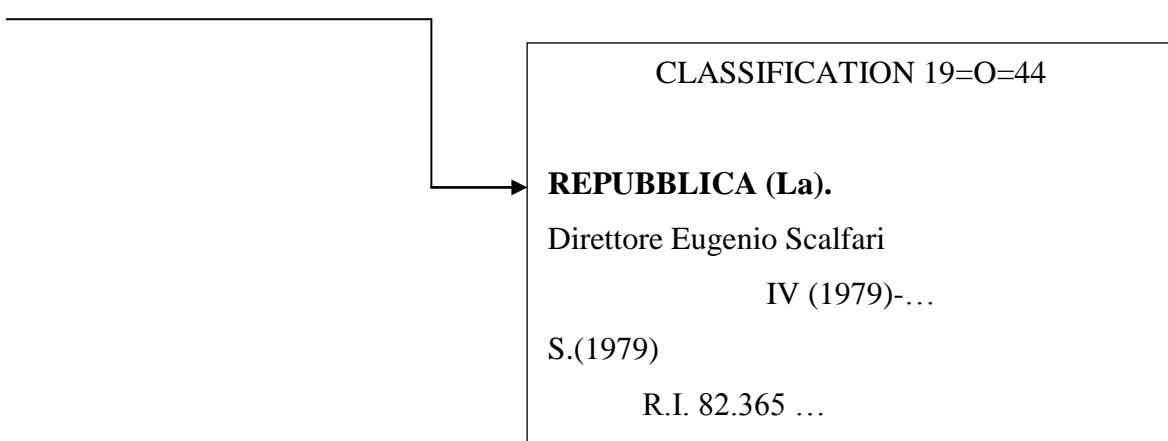 CLASSIFICATION 19=O=44
REPUBBLICA (La).
Direttore Eugenio Scalfari
IV (1979)-…
S.(1979)
R.I. 82.365 …